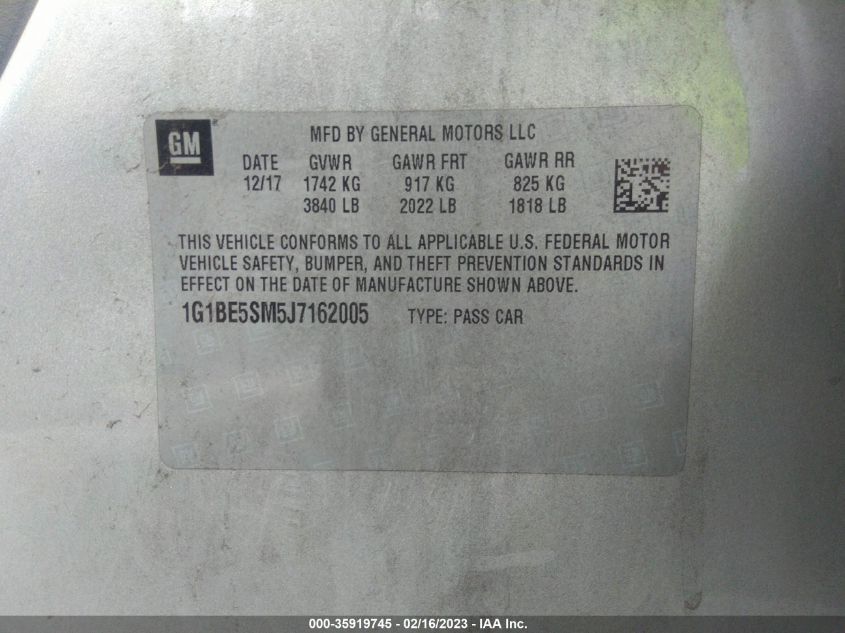 GM
MFD BY GENERAL MOTORS LLC
DATE GVWR GAWR FRT GAWR RR
12/17 1742 KG 917 KG 825 KG
3840 LB 2022 LB 1818 LB
THIS VEHICLE CONFORMS TO ALL APPLICABLE U.S. FEDERAL MOTOR
VEHICLE SAFETY, BUMPER, AND THEFT PREVENTION STANDARDS IN
EFFECT ON THE DATE OF MANUFACTURE SHOWN ABOVE.
1G1BE5SM5J7162005 TYPE: PASS CAR
000-35919745 - 02/16/2023 - IAA Inc.